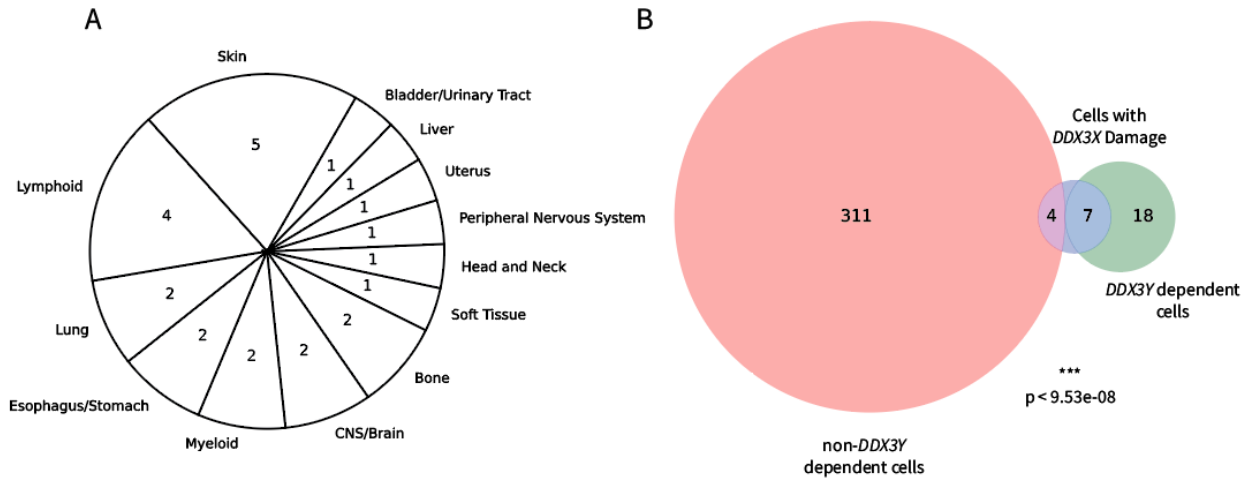 A
Skin
Bladder/Urinary Tract
Liver
Uterus
Peripheral Nervous System
Head and Neck
Soft Tissue
Bone
CNS/Brain
Myeloid
Esophagus/Stomach
Lung
Lymphoid
5
1
1
1
1
1
1
2
2
2
2
2
4
B
Cells with
DDX3X Damage
311
4
7
18
DDX3Y dependent
cells
***
p < 9.53e-08
non-DDX3Y
dependent cells